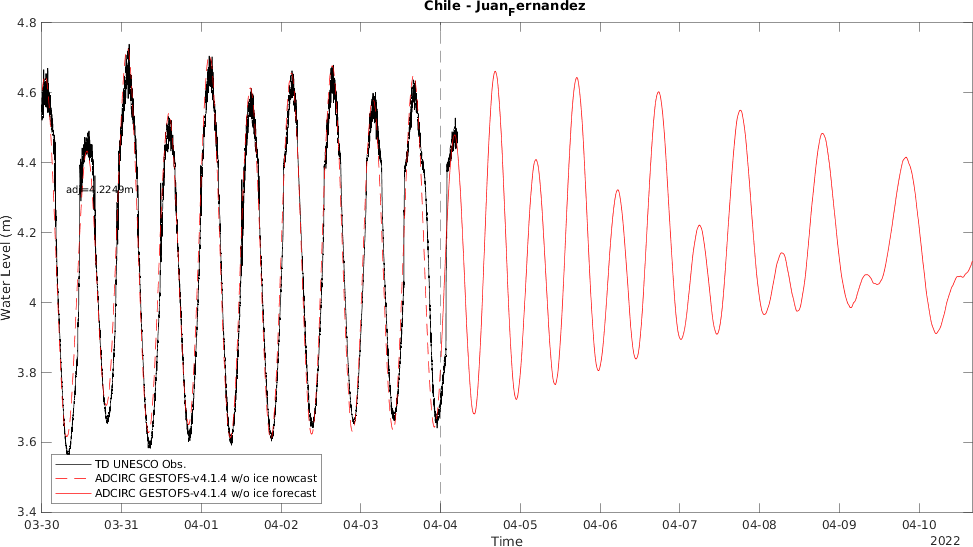 Chile - JuanFernandez
4.8
4.6
4.4
4.2
4
3.8
3.6
3.4
Water Level (m)
adj=4.2249m
TD UNESCO Obs.
ADCIRC GESTOFS-v4.1.4 w/o ice nowcast
ADCIRC GESTOFS-v4.1.4 w/o ice forecast
03-30 03-31 04-01 04-02 04-03 04-04 04-05 04-06 04-07 04-08 04-09 04-10
Time
2022